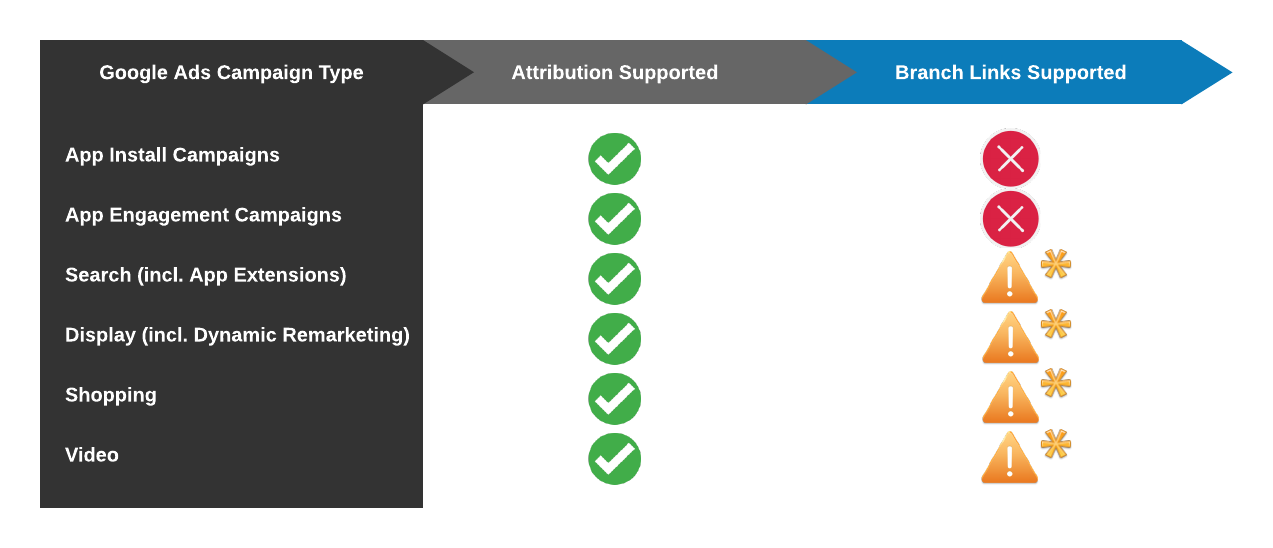 Google Ads Campaign Type
Attribution Supported
Branch Links Supported
App Install Campaigns
App Engagement Campaigns
Search (incl. App Extensions)
*
Display (incl. Dynamic Remarketing)
*
Shopping
*
Video
*